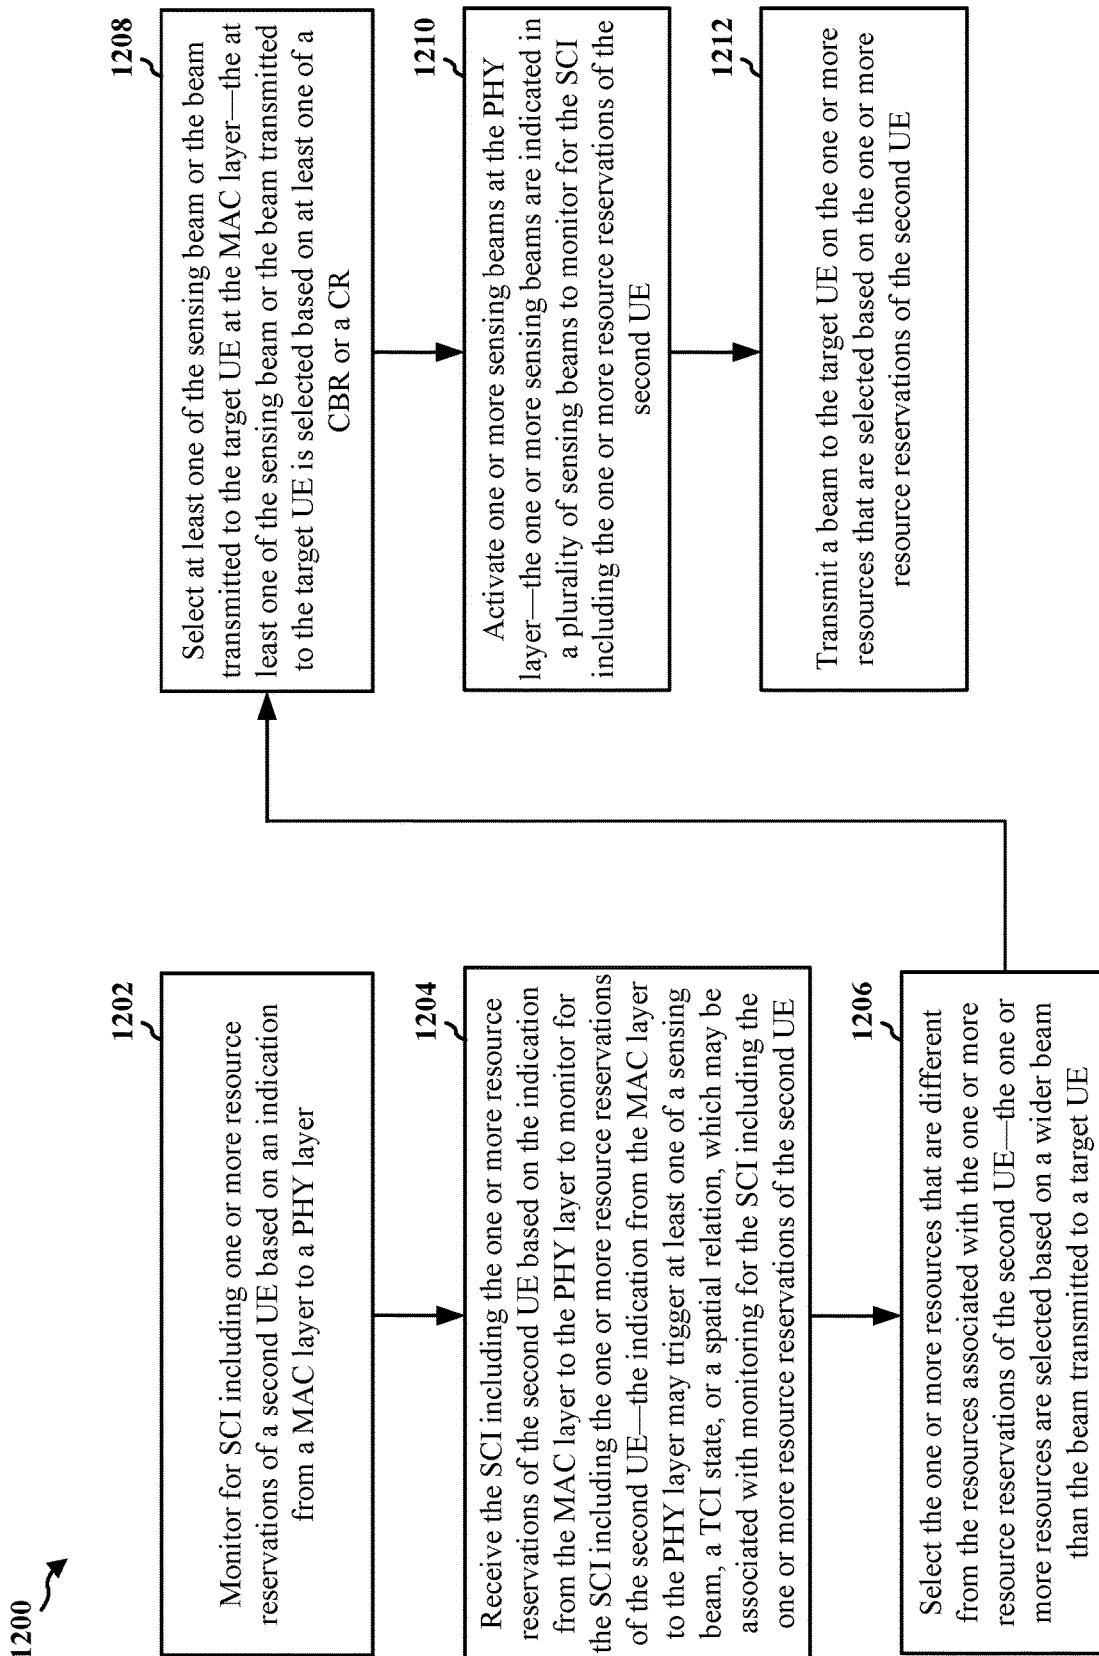 1200
1202
Monitor for SCI including one or more resource
reservations of a second UE based on an indication
from a MAC layer to a PHY layer
1204
Receive the SCI including the one or more resource
reservations of the second UE based on the indication
from the MAC layer to the PHY layer to monitor for
the SCI including the one or more resource reservations
of the second UE—the indication from the MAC layer
to the PHY layer may trigger at least one of a sensing
beam, a TCI state, or a spatial relation, which may be
associated with monitoring for the SCI including the
one or more resource reservations of the second UE
1206
Select the one or more resources that are different
from the resources associated with the one or more
resource reservations of the second UE—the one or
more resources are selected based on a wider beam
than the beam transmitted to a target UE
1208
Select at least one of the sensing beam or the beam
transmitted to the target UE at the MAC layer—the at
least one of the sensing beam or the beam transmitted
to the target UE is selected based on at least one of a
CBR or a CR
1210
Activate one or more sensing beams at the PHY
layer—the one or more sensing beams are indicated in
a plurality of sensing beams to monitor for the SCI
including the one or more resource reservations of the
second UE
1212
Transmit a beam to the target UE on the one or more
resources that are selected based on the one or more
resource reservations of the second UE